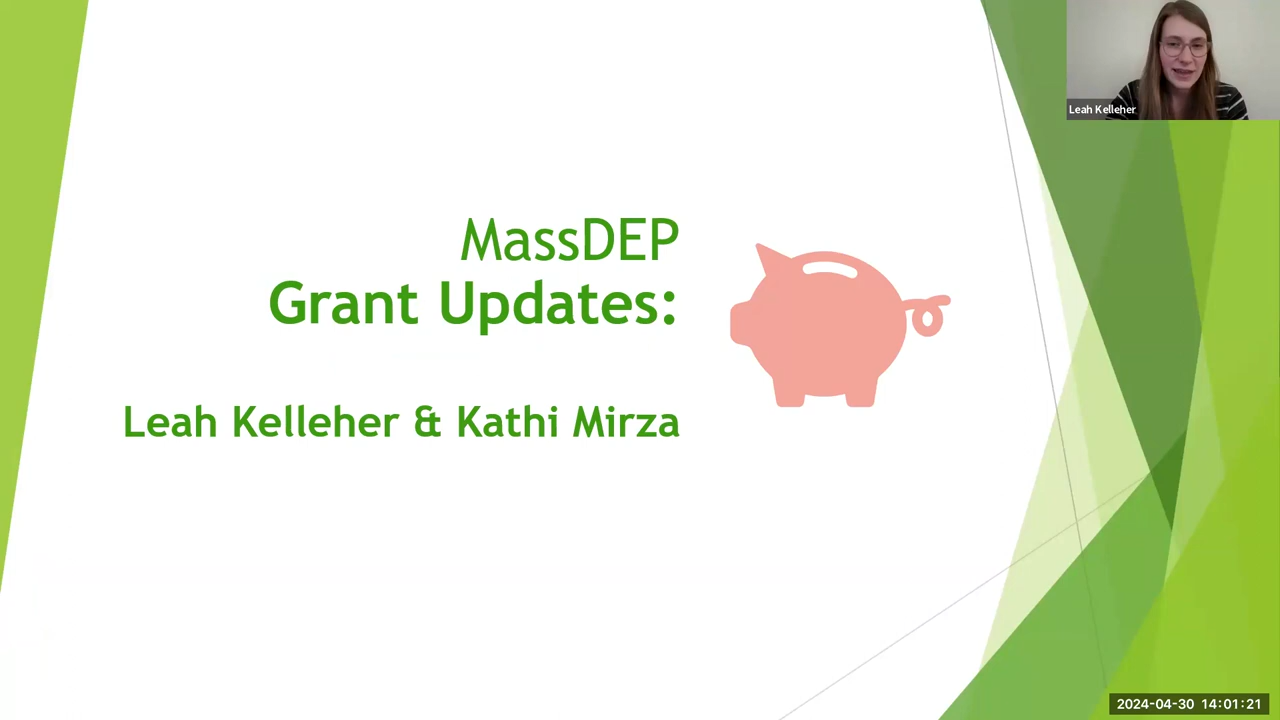 Leah Kelleher
MassDEP
Grant Updates:
Leah Kelleher & Kathi Mirza
2024-04-30 14:01:21